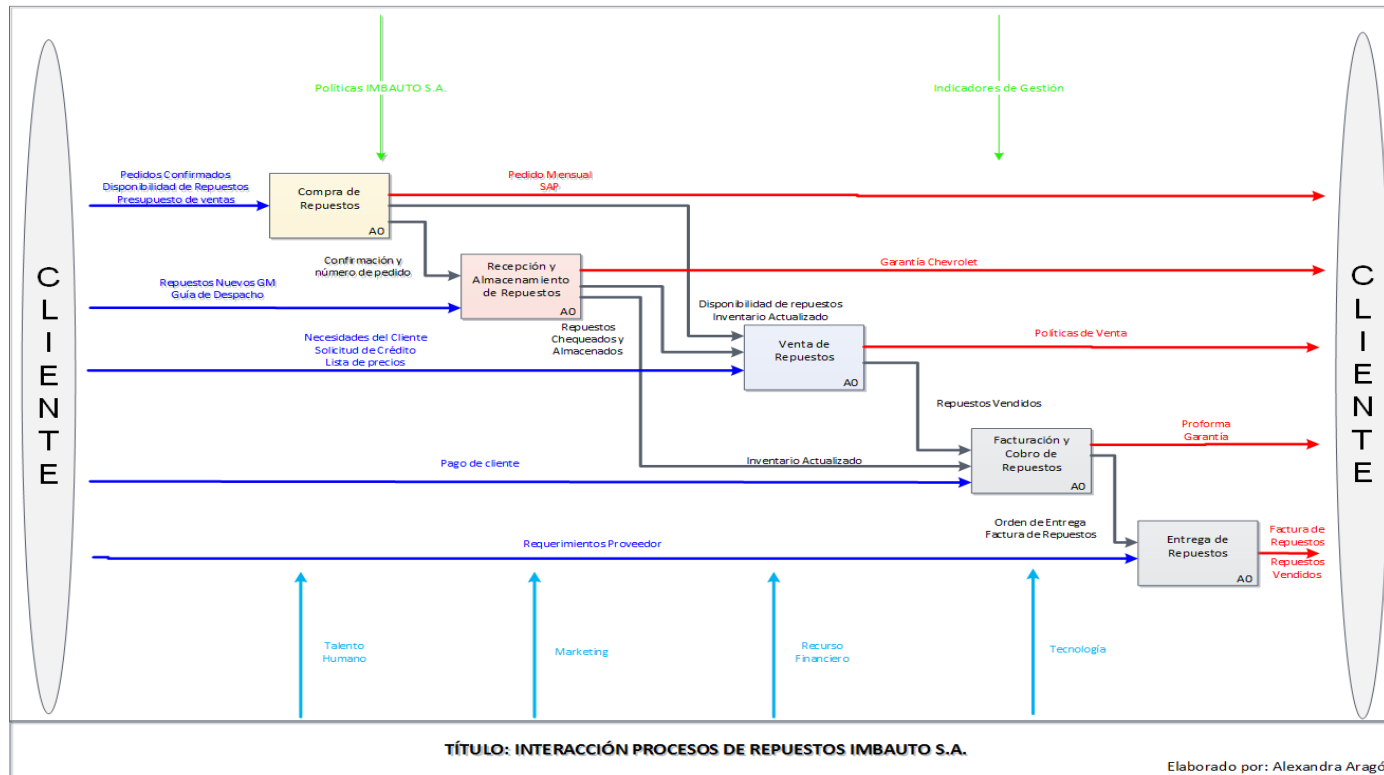 Políticas IMBAUTO S.A.
Indicadores de Gestión
Pedidos Confirmados
Disponibilidad de Repuestos
Presupuesto de ventas
Compra de
Repuestos
A0
Pedido Mensual
SAP
CLIENTE
Confirmación y
número de pedido
Recepción y
Almacenamiento
de Repuestos
A0
Garantía Chevrolet
CLIENTE
Repuestos Nuevos GM
Guía de Despacho
Repuestos
Chequeados y
Almacenados
Disponibilidad de repuestos
Inventario Actualizado
Necesidades del Cliente
Solicitud de Crédito
Lista de precios
Venta de
Repuestos
A0
Políticas de Venta
Repuestos Vendidos
Pago de cliente
Inventario Actualizado
Facturación y
Cobro de
Repuestos
A0
Proforma
Garantía
Requerimientos Proveedor
Orden de Entrega
Factura de Repuestos
Entrega de
Repuestos
A0
Factura de
Repuestos
Repuestos
Vendidos
Talento
Humano
Marketing
Recurso
Financiero
Tecnología
TÍTULO: INTERACCIÓN PROCESOS DE REPUESTOS IMBAUTO S.A.
Elaborado por: Alexandra Aragó